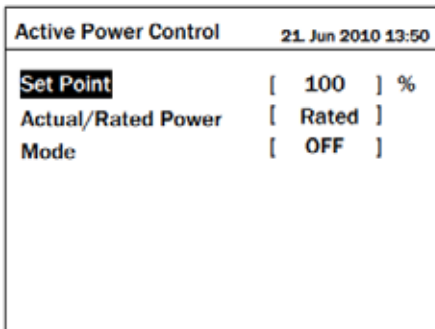 Active Power Control 21. Jun 2010 13:50
Set Point [ 100 ] %
Actual/Rated Power [ Rated ]
Mode [ OFF ]